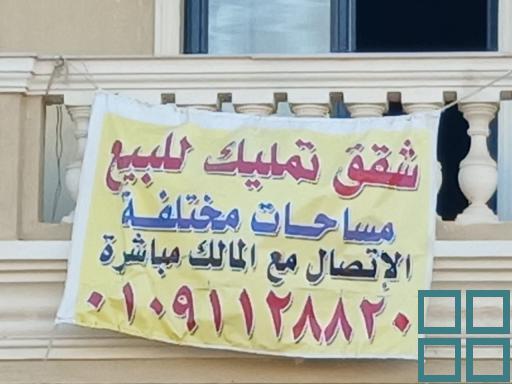 شقق تمليك للبيع
مساحات مختلفة
الإتصال مع المالك مباشرة
٠١٠٩١١٢٨٨٢٠